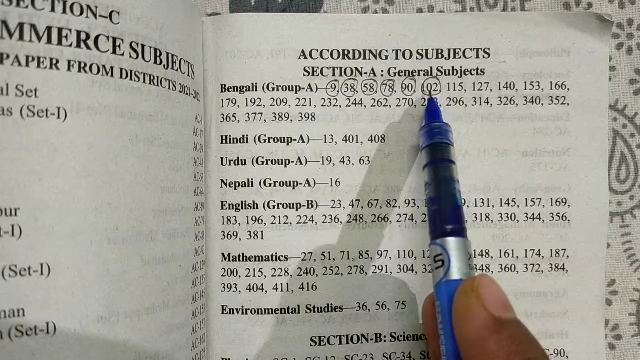 SECTION–C
MMERCE SUBJECTS
PAPER FROM DISTRICTS 2021-202
al Set
as (Set-I)
pur
t-I)
(Set-I)
man
(Set-I)
ACCORDING TO SUBJECTS
SECTION-A : General Subjects
Bengali (Group-A)—9, 38, 58, 78, 90, 102, 115, 127, 140, 153, 166,
179, 192, 209, 221, 232, 244, 262, 270, 296, 314, 326, 340, 352,
365, 377, 389, 398
Hindi (Group-A)—13, 401, 408
Urdu (Group-A)—19, 43, 63
Nepali (Group-A)—16
English (Group-B)—23, 47, 67, 82, 93, 131, 145, 157, 169,
183, 196, 212, 224, 236, 248, 266, 274, 318, 330, 344, 356,
369, 381
Mathematics—27, 51, 71, 85, 97, 110, 148, 161, 174, 187,
200, 215, 228, 240, 252, 278, 291, 304, 348, 360, 372, 384,
393, 404, 411, 416
Environmental Studies—36, 56, 75
SECTION-B: Scienc
5